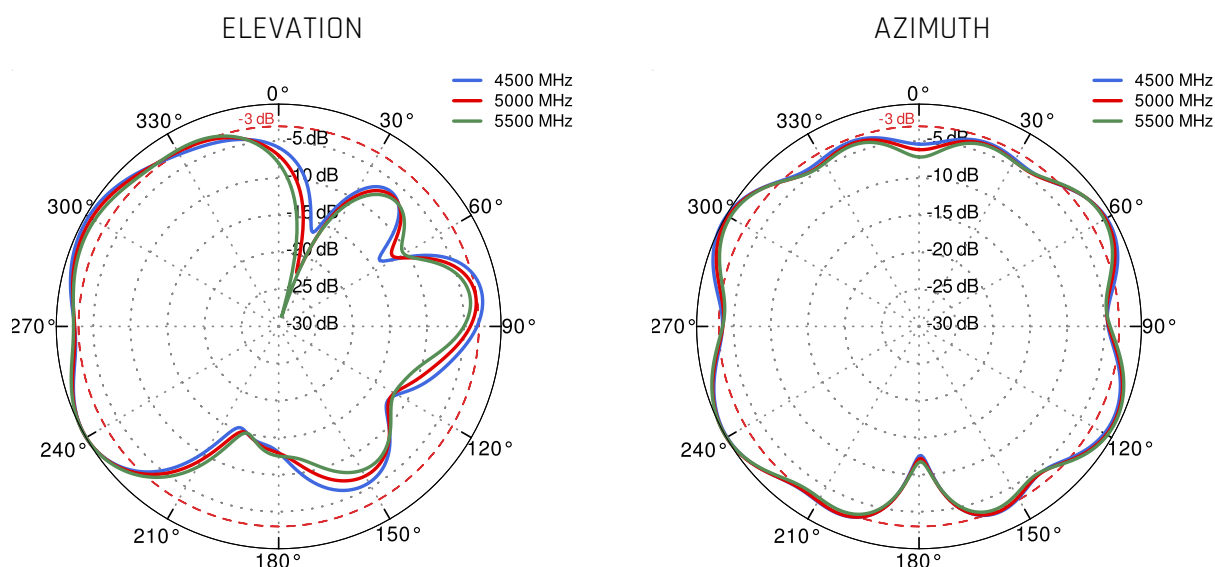 ELEVATION
4500 MHz
5000 MHz
5500 MHz
0°
30°
60°
90°
120°
150°
180°
210°
240°
270°
300°
330°
-3 dB
-5 dB
-10 dB
-15 dB
-20 dB
25 dB
-30 dB
AZIMUTH
4500 MHz
5000 MHz
5500 MHz
0°
30°
60°
90°
120°
150°
180°
210°
240°
270°
300°
330°
-3 dB
-5 dB
-10 dB
-15 dB
-20 dB
-25 dB
-30 dB